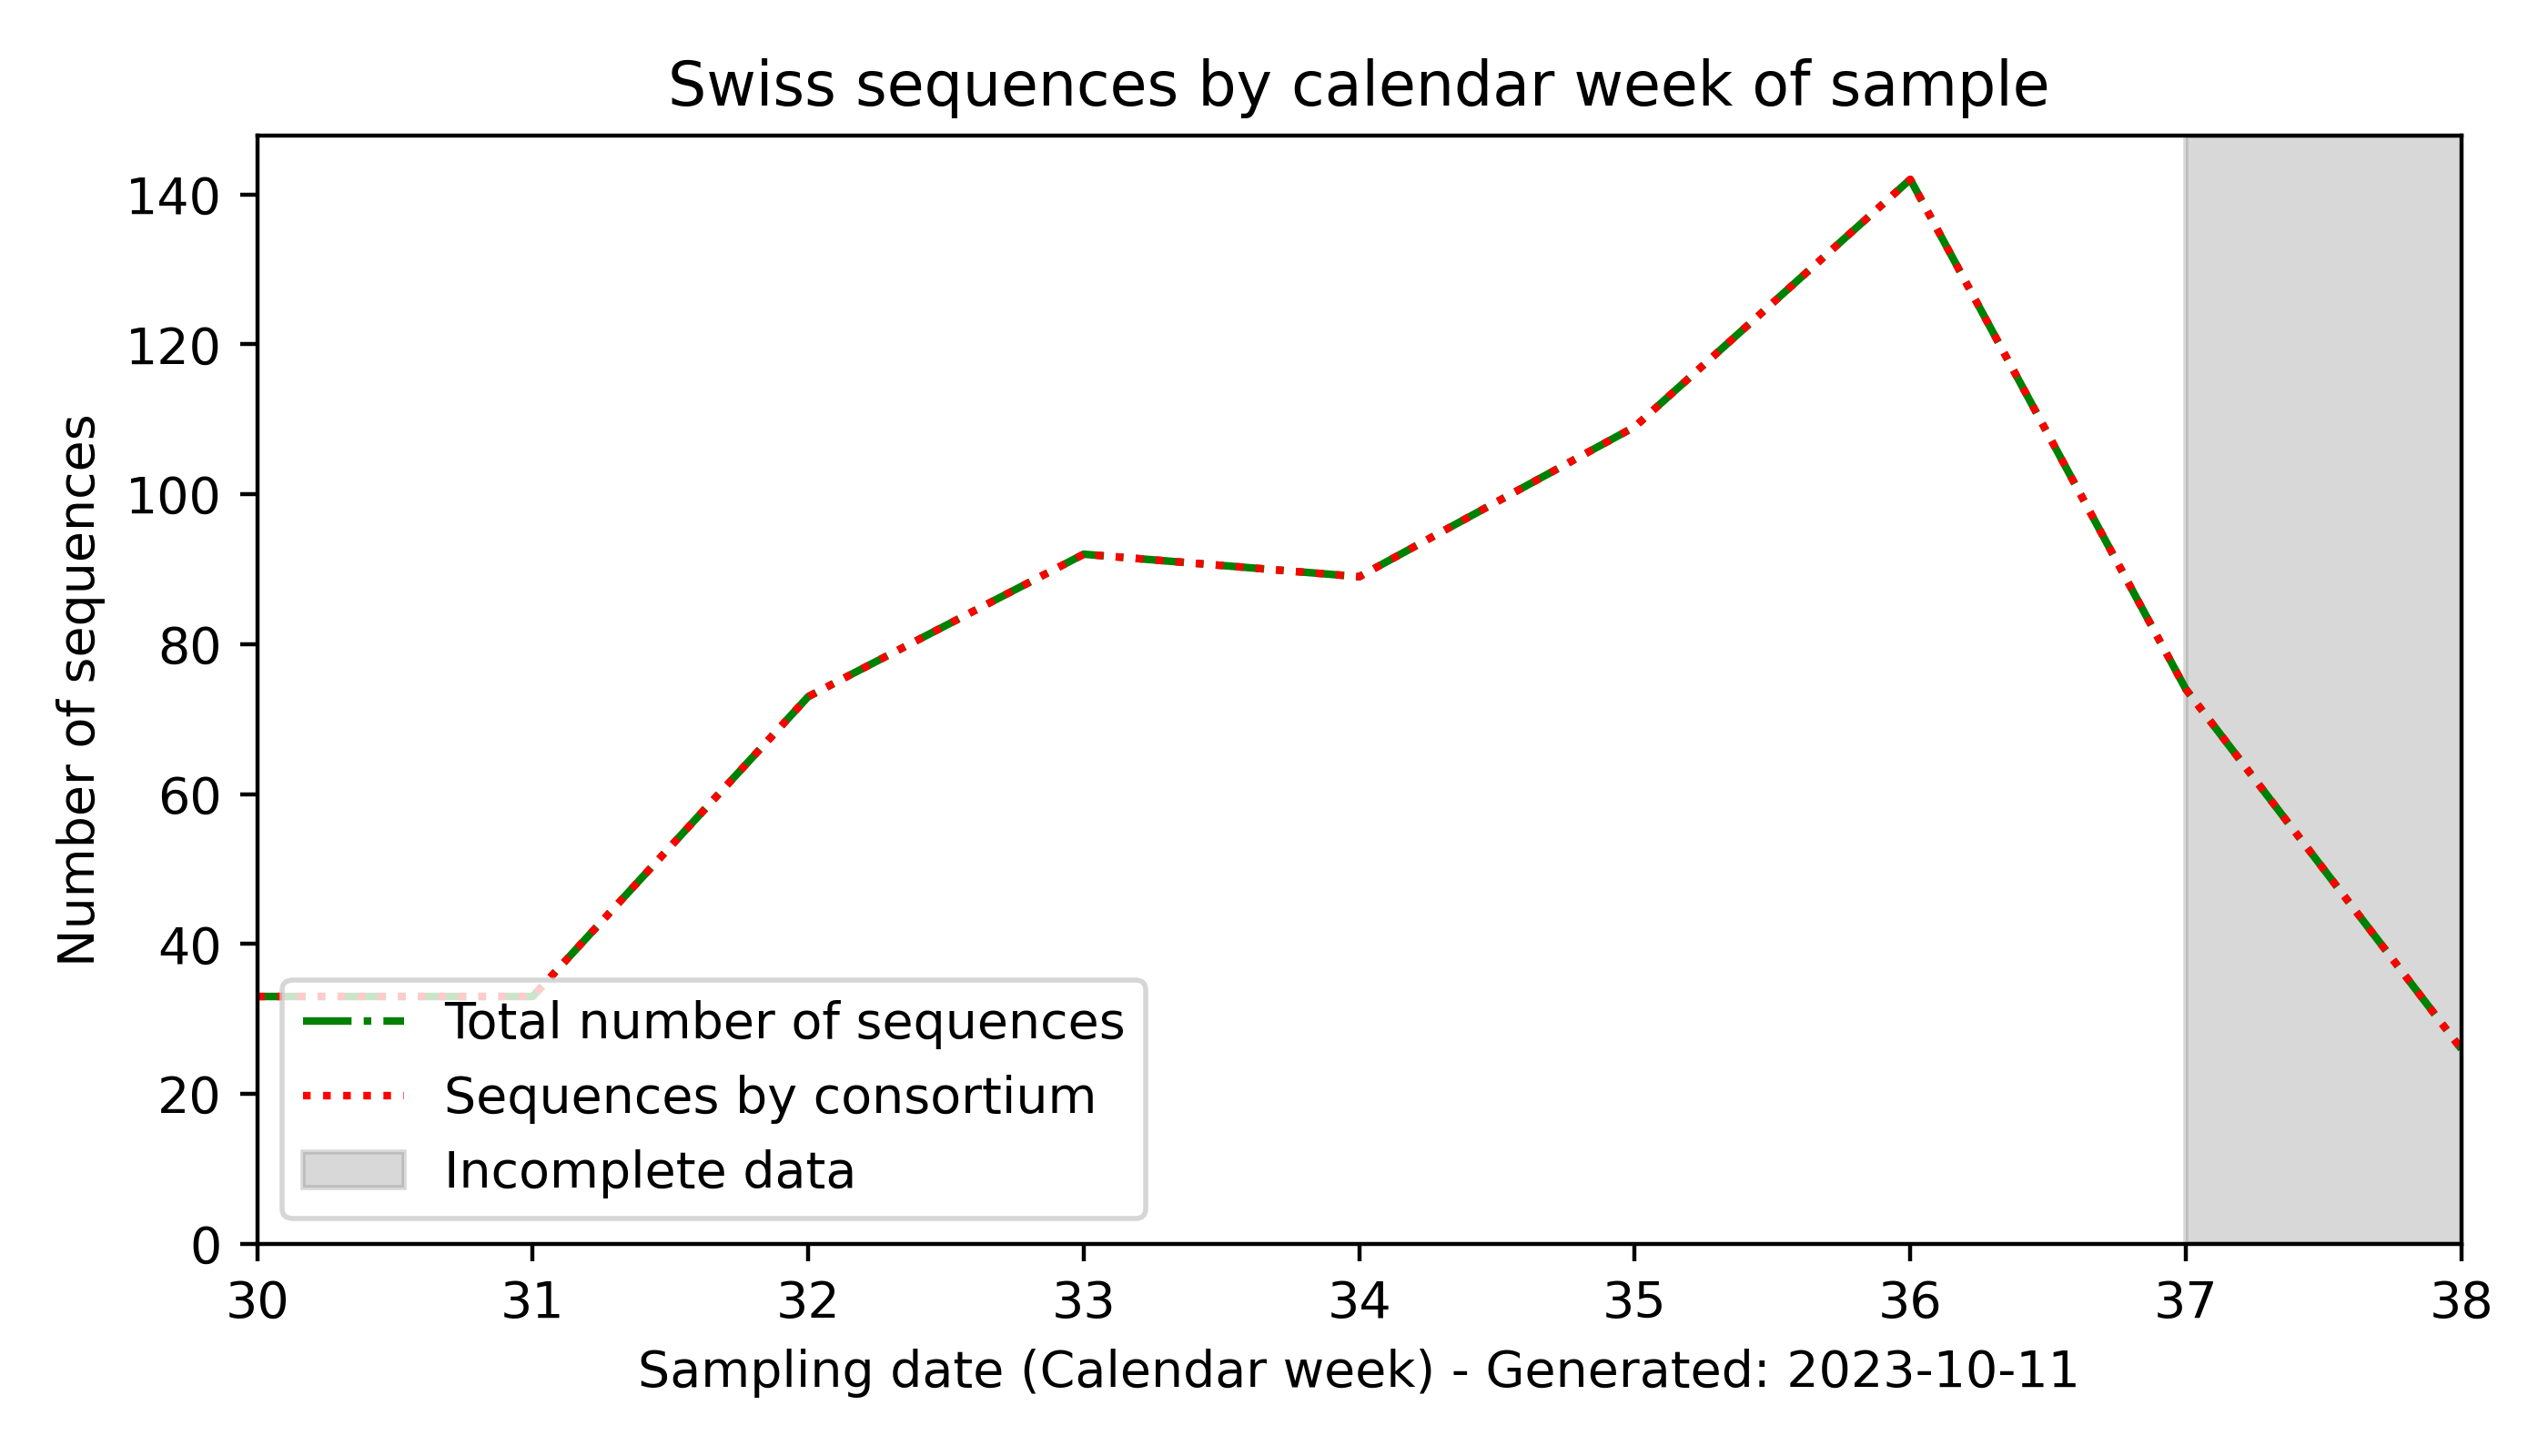 Swiss sequences by calendar week of sample
Number of sequences
140
120
100
80
60
40
20
0
Total number of sequences
Sequences by consortium
Incomplete data
30 31 32 33 34 35 36 37 38
Sampling date (Calendar week) - Generated: 2023-10-11